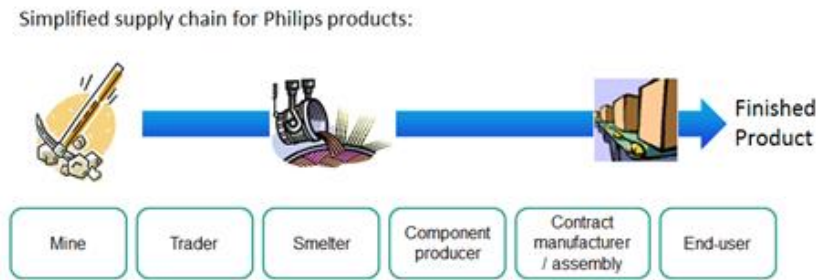 Simplified supply chain for Philips products:
Finished
Product
Mine
Trader
Smelter
Component
producer
Contract
manufacturer
/ assembly
End-user